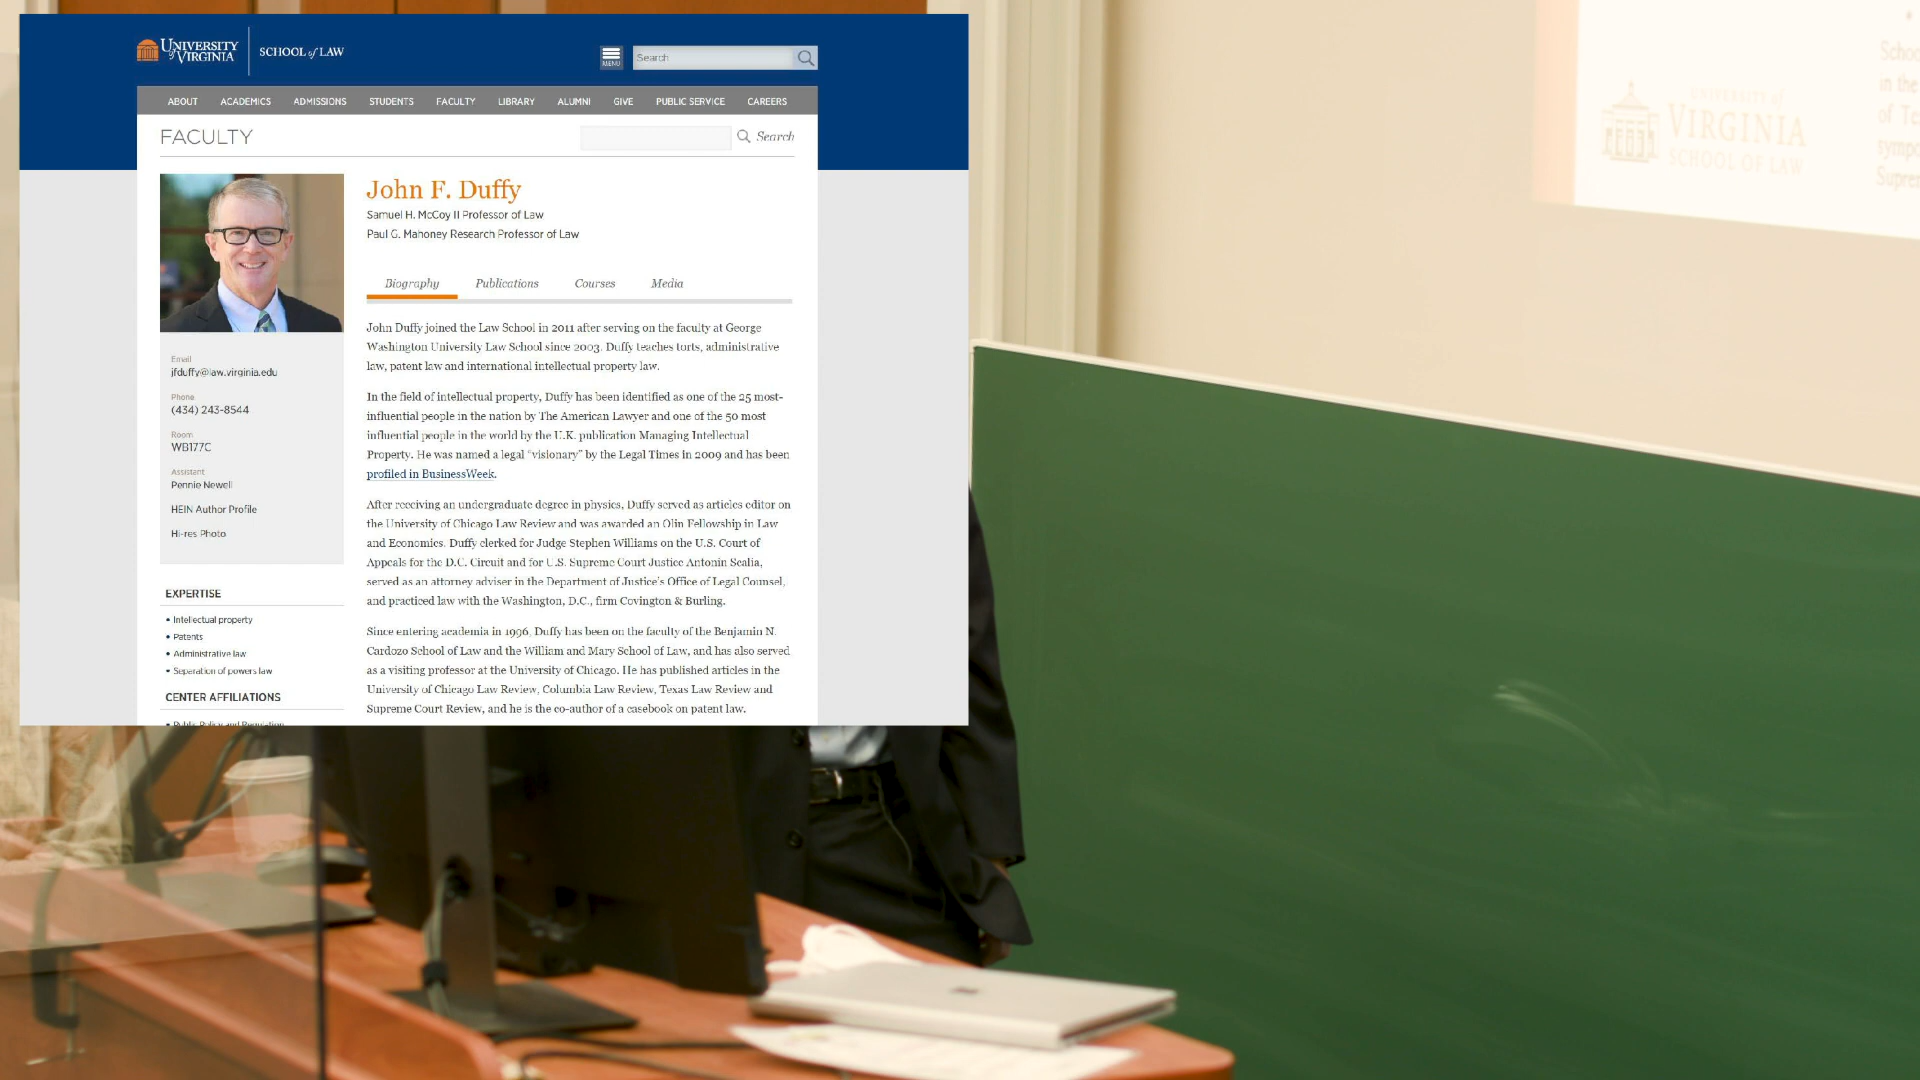 UNIVERSITY of VIRGINIA SCHOOL of LAW
MENU
Search
ABOUT ACADEMICS ADMISSIONS STUDENTS FACULTY LIBRARY ALUMNI GIVE PUBLIC SERVICE CAREERS
FACULTY
Search
John F. Duffy
Samuel H. McCoy II Professor of Law
Paul G. Mahoney Research Professor of Law
Biography Publications Courses Media
John Duffy joined the Law School in 2011 after serving on the faculty at George
Washington University Law School since 2003. Duffy teaches torts, administrative
law, patent law and international intellectual property law.
In the field of intellectual property, Duffy has been identified as one of the 25 most-
influential people in the nation by The American Lawyer and one of the 50 most
influential people in the world by the U.K. publication Managing Intellectual
Property. He was named a legal “visionary” by the Legal Times in 2009 and has been
profiled in BusinessWeek.
After receiving an undergraduate degree in physics, Duffy served as articles editor on
the University of Chicago Law Review and was awarded an Olin Fellowship in Law
and Economics. Duffy clerked for Judge Stephen Williams on the U.S. Court of
Appeals for the D.C. Circuit and for U.S. Supreme Court Justice Antonin Scalia,
served as an attorney adviser in the Department of Justice’s Office of Legal Counsel,
and practiced law with the Washington, D.C., firm Covington & Burling.
Since entering academia in 1996, Duffy has been on the faculty of the Benjamin N.
Cardozo School of Law and the William and Mary School of Law, and has also served
as a visiting professor at the University of Chicago. He has published articles in the
University of Chicago Law Review, Columbia Law Review, Texas Law Review and
Supreme Court Review, and he is the co-author of a casebook on patent law.
Email
jfduffy@law.virginia.edu
Phone
(434) 243-8544
Room
WB177C
Assistant
Pennie Newell
HEIN Author Profile
Hi-res Photo
EXPERTISE
• Intellectual property
• Patents
• Administrative law
• Separation of powers law
CENTER AFFILIATIONS
• Public Policy and Regulation
UNIVERSITY of
VIRGINIA
SCHOOL OF LAW
in the
of